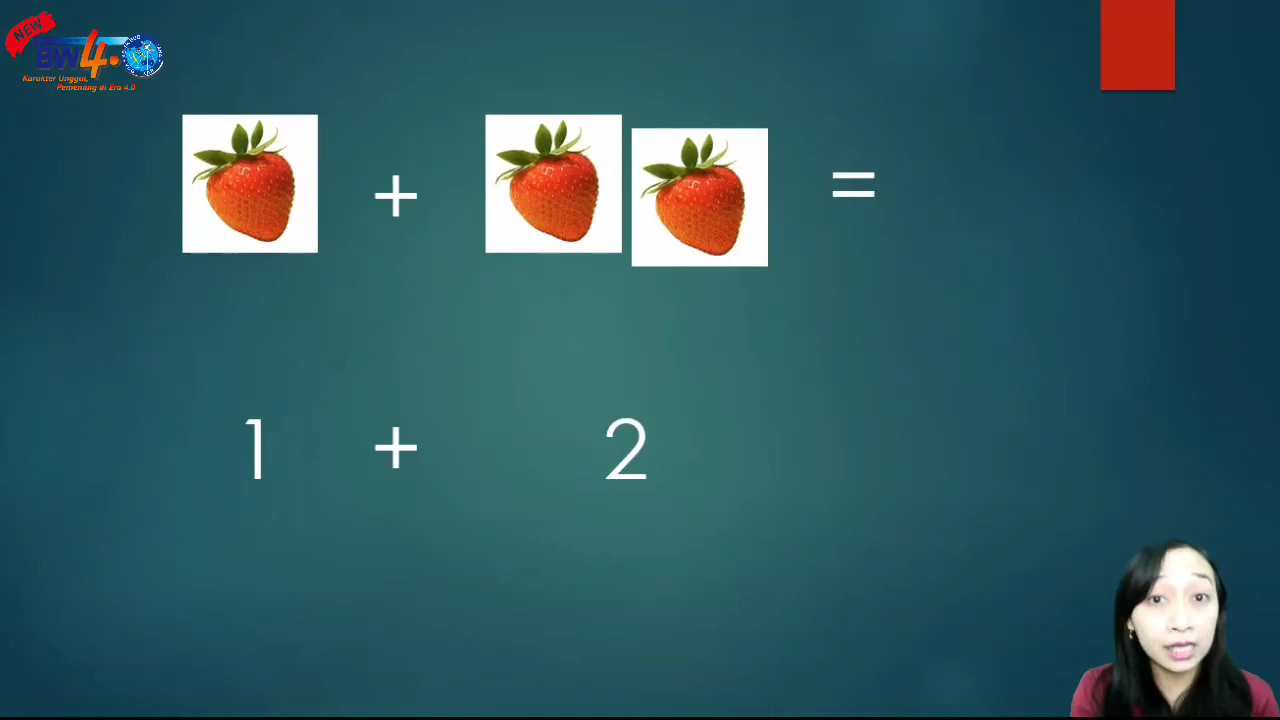 NEW
BW4.0
Karakter Unggul,
Pemenang di Era 4.0
+ =
1 + 2